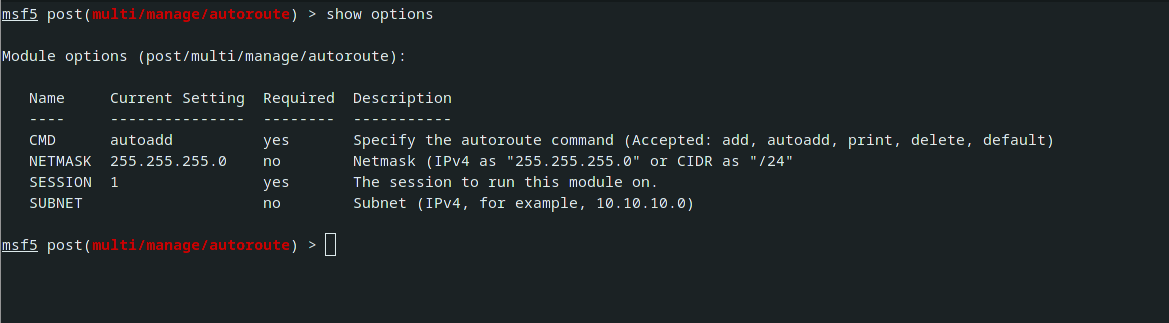 msf5 post(multi/manage/autoroute) > show options
Module options (post/multi/manage/autoroute):
Name Current Setting Required Description
---- --------------- -------- -----------
CMD autoadd yes Specify the autoroute command (Accepted: add, autoadd, print, delete, default)
NETMASK 255.255.255.0 no Netmask (IPv4 as "255.255.255.0" or CIDR as "/24"
SESSION 1 yes The session to run this module on.
SUBNET no Subnet (IPv4, for example, 10.10.10.0)
msf5 post(multi/manage/autoroute) >